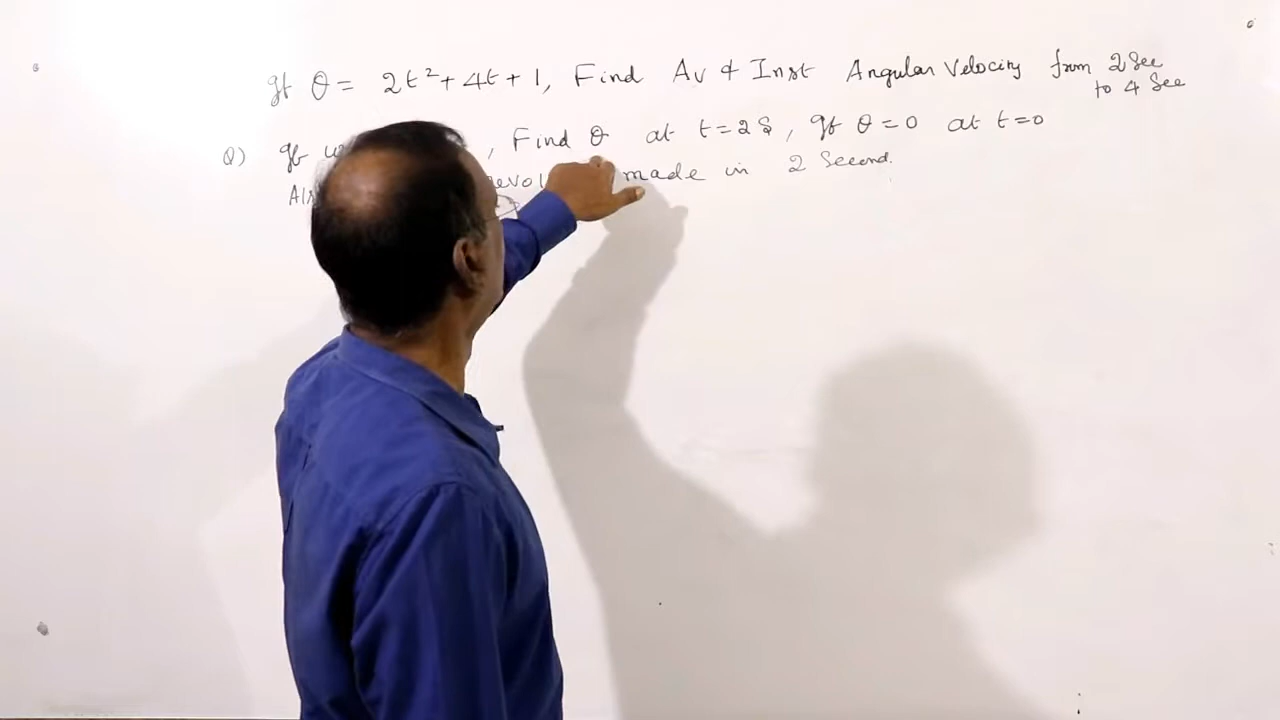 If θ = 2t² + 4t + 1, Find Av & Inst Angular Velocity from 2 Sec
to 4 Sec
Q) If , Find θ at t = 2 S, If θ = 0 at t = 0
made in 2 Second.